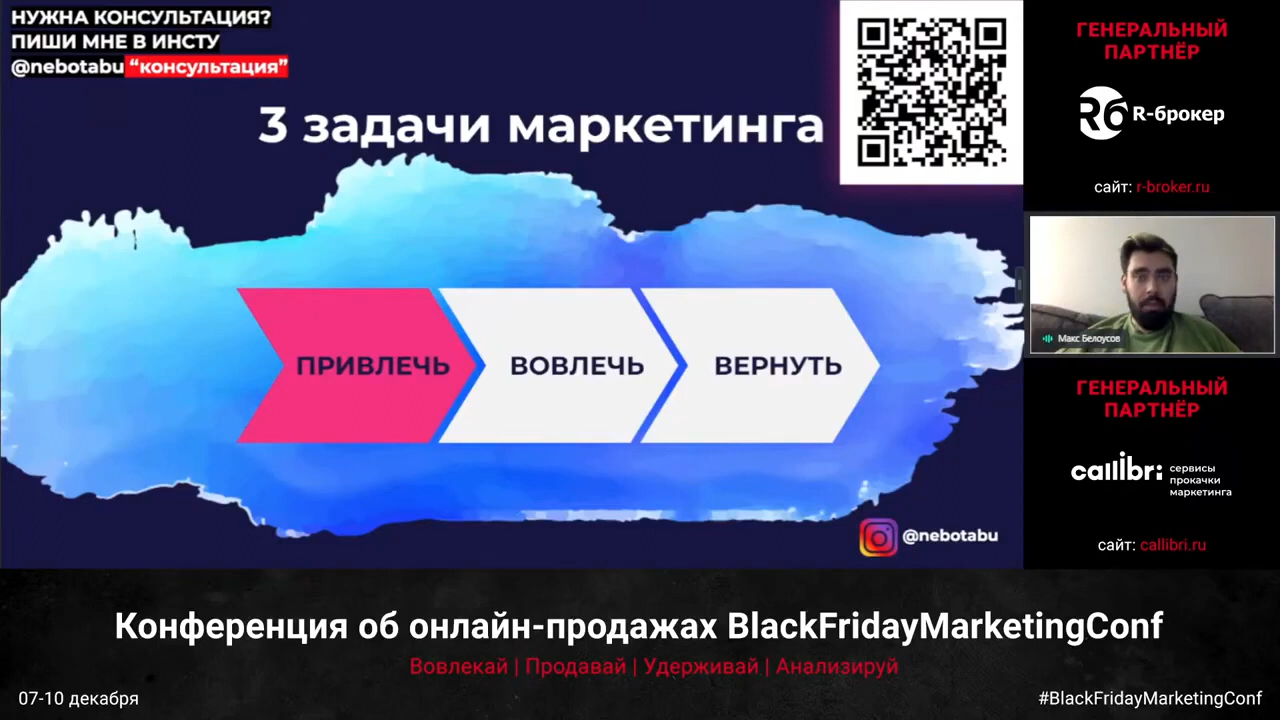 НУЖНА КОНСУЛЬТАЦИЯ?
ПИШИ МНЕ В ИНСТУ
@nebotabu “консультация”
3 задачи маркетинга
ПРИВЛЕЧЬ
ВОВЛЕЧЬ
ВЕРНУТЬ
@nebotabu
ГЕНЕРАЛЬНЫЙ
ПАРТНЁР
R-брокер
сайт: r-broker.ru
Макс Белоусов
ГЕНЕРАЛЬНЫЙ
ПАРТНЁР
callibri
сервисы
прокачки
маркетинга
сайт: callibri.ru
Конференция об онлайн-продажах BlackFridayMarketingConf
Вовлекай | Продавай | Удерживай | Анализируй
07-10 декабря
#BlackFridayMarketingConf